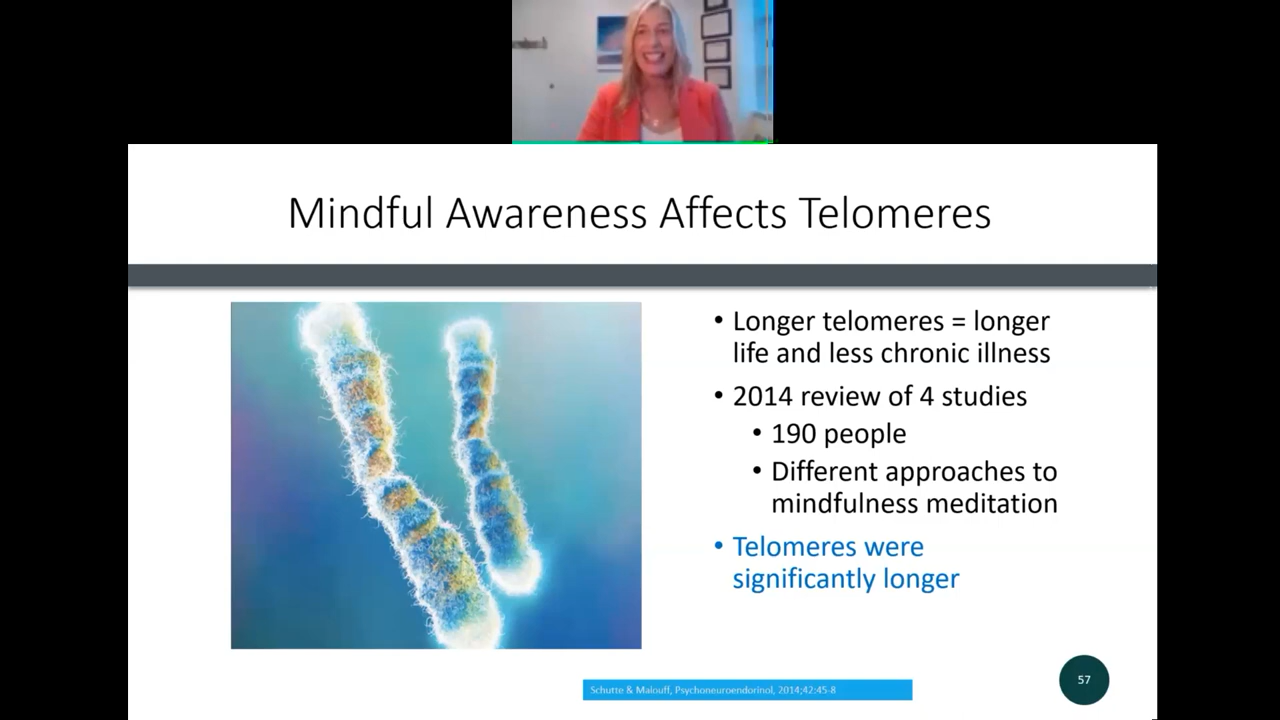 Mindful Awareness Affects Telomeres
• Longer telomeres = longer
life and less chronic illness
• 2014 review of 4 studies
• 190 people
• Different approaches to
mindfulness meditation
• Telomeres were
significantly longer
Schutte & Malouff, Psychoneuroendorinol, 2014;42:45-8
57